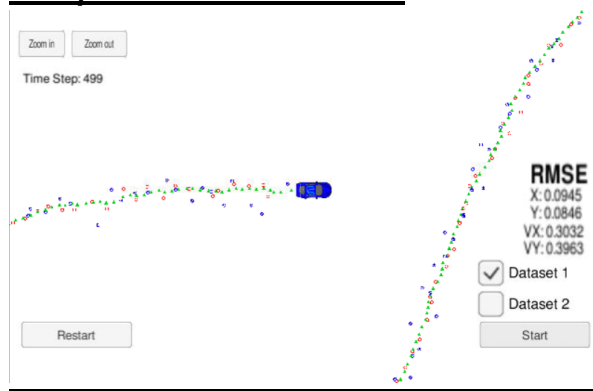 Zoom in
Zoom out
Time Step: 499
RMSE
X: 0.0945
Y: 0.0846
VX: 0.3032
VY: 0.3963
Dataset 1
Dataset 2
Restart
Start